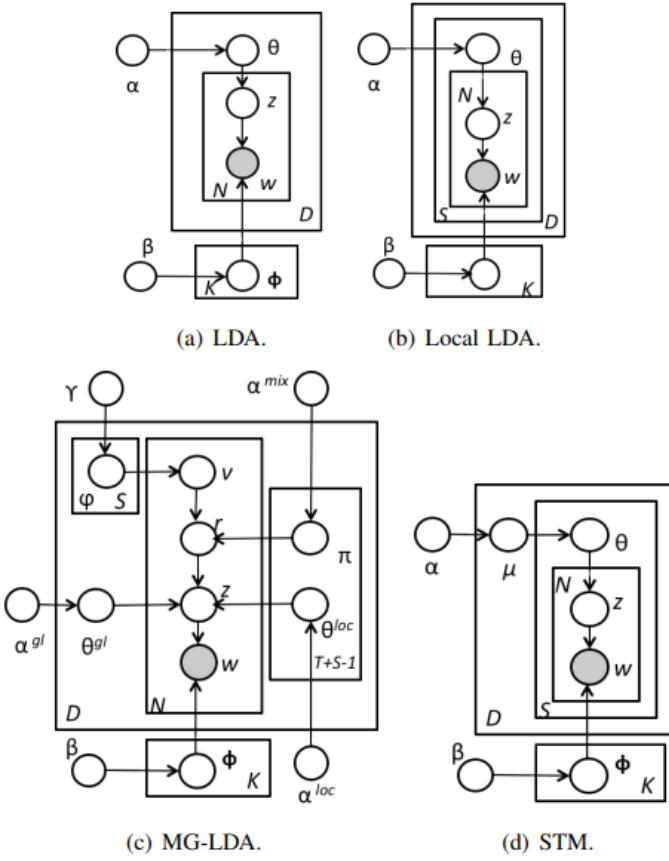 α
θ
z
N
w
D
β
K
ɸ
(a) LDA.
α
θ
N
z
w
S
D
β
K
(b) Local LDA.
ϒ
α mix
φ
S
v
r
π
z
α gl
θ gl
θ loc
T+S-1
w
D
N
β
ɸ
K
α loc
(c) MG-LDA.
α
μ
θ
N
z
w
S
D
β
ɸ
K
(d) STM.